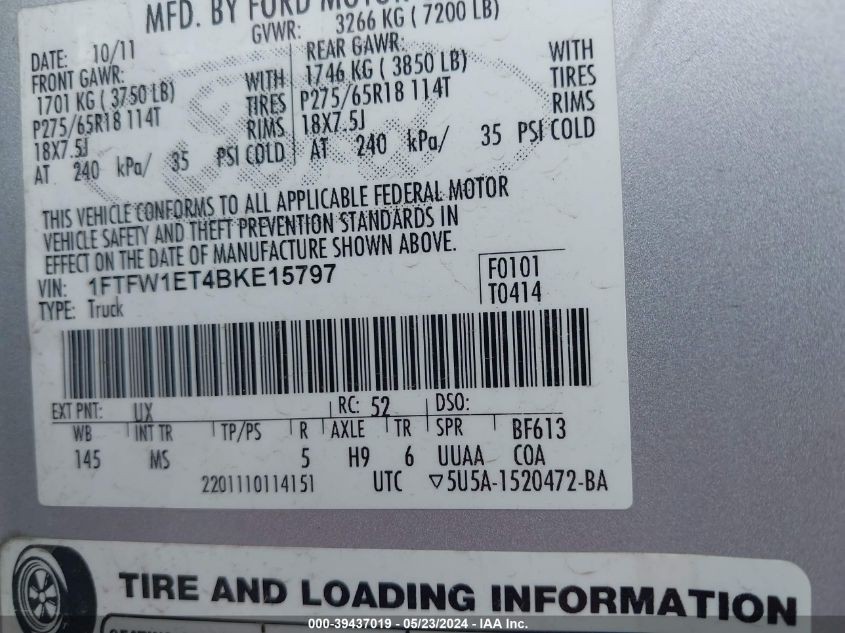 MFD. BY FORD MOTOR
GVWR: 3266 KG ( 7200 LB)
DATE: 10/11
FRONT GAWR:
1701 KG ( 3750 LB) WITH
P275/65R18 114T TIRES
18X7.5J RIMS
AT 240 kPa/ 35 PSI COLD
REAR GAWR: WITH
1746 KG ( 3850 LB) TIRES
P275/65R18 114T RIMS
18X7.5J
AT 240 kPa/ 35 PSI COLD
THIS VEHICLE CONFORMS TO ALL APPLICABLE FEDERAL MOTOR
VEHICLE SAFETY AND THEFT PREVENTION STANDARDS IN
EFFECT ON THE DATE OF MANUFACTURE SHOWN ABOVE.
VIN: 1FTFW1ET4BKE15797 F0101
TYPE: Truck T0414
EXT PNT: UX RC: 52 DSO:
WB INT TR TP/PS R AXLE TR SPR BF613
145 MS 5 H9 6 UUAA COA
2201110114151 UTC ▽5U5A-1520472-BA
TIRE AND LOADING INFORMATION
000-39437019 - 05/23/2024 - © IAA, Inc.